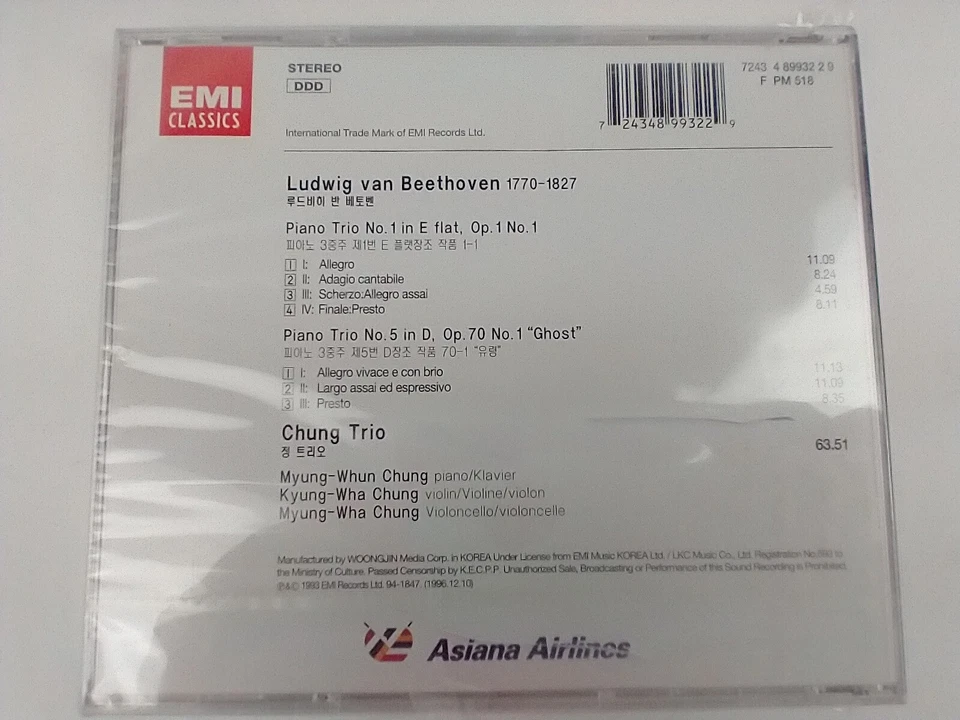 EMI
CLASSICS
STEREO
DDD
International Trade Mark of EMI Records Ltd.
7243 4 89932 2 9
F PM 518
7 24348 99322 9
Ludwig van Beethoven 1770-1827
루드비히 반 베토벤
Piano Trio No.1 in E flat, Op.1 No.1
피아노 3중주 제1번 E 플랫장조 작품 1-1
1 I: Allegro 11.09
2 II: Adagio cantabile 8.24
3 III: Scherzo:Allegro assai 4.59
4 IV: Finale:Presto 8.11
Piano Trio No.5 in D, Op.70 No.1 "Ghost"
피아노 3중주 제5번 D장조 작품 70-1 "유령"
1 I: Allegro vivace e con brio 11.13
2 II: Largo assai ed espressivo 11.09
3 III: Presto 8.35
Chung Trio
정 트리오
63.51
Myung-Whun Chung piano/Klavier
Kyung-Wha Chung violin/Violine/violon
Myung-Wha Chung Violoncello/violoncelle
Manufactured by WOONGJIN Media Corp. in KOREA Under License from EMI Music KOREA Ltd. / LKC Music Co., Ltd. Registration No. to
the Ministry of Culture. Passed Censorship by K.E.C.P.P. Unauthorized Sale, Broadcasting or Performance of this Sound Recording is Prohibited.
℗&© 1993 EMI Records Ltd. 94-1847. (1996.12.10)
Asiana Airlines